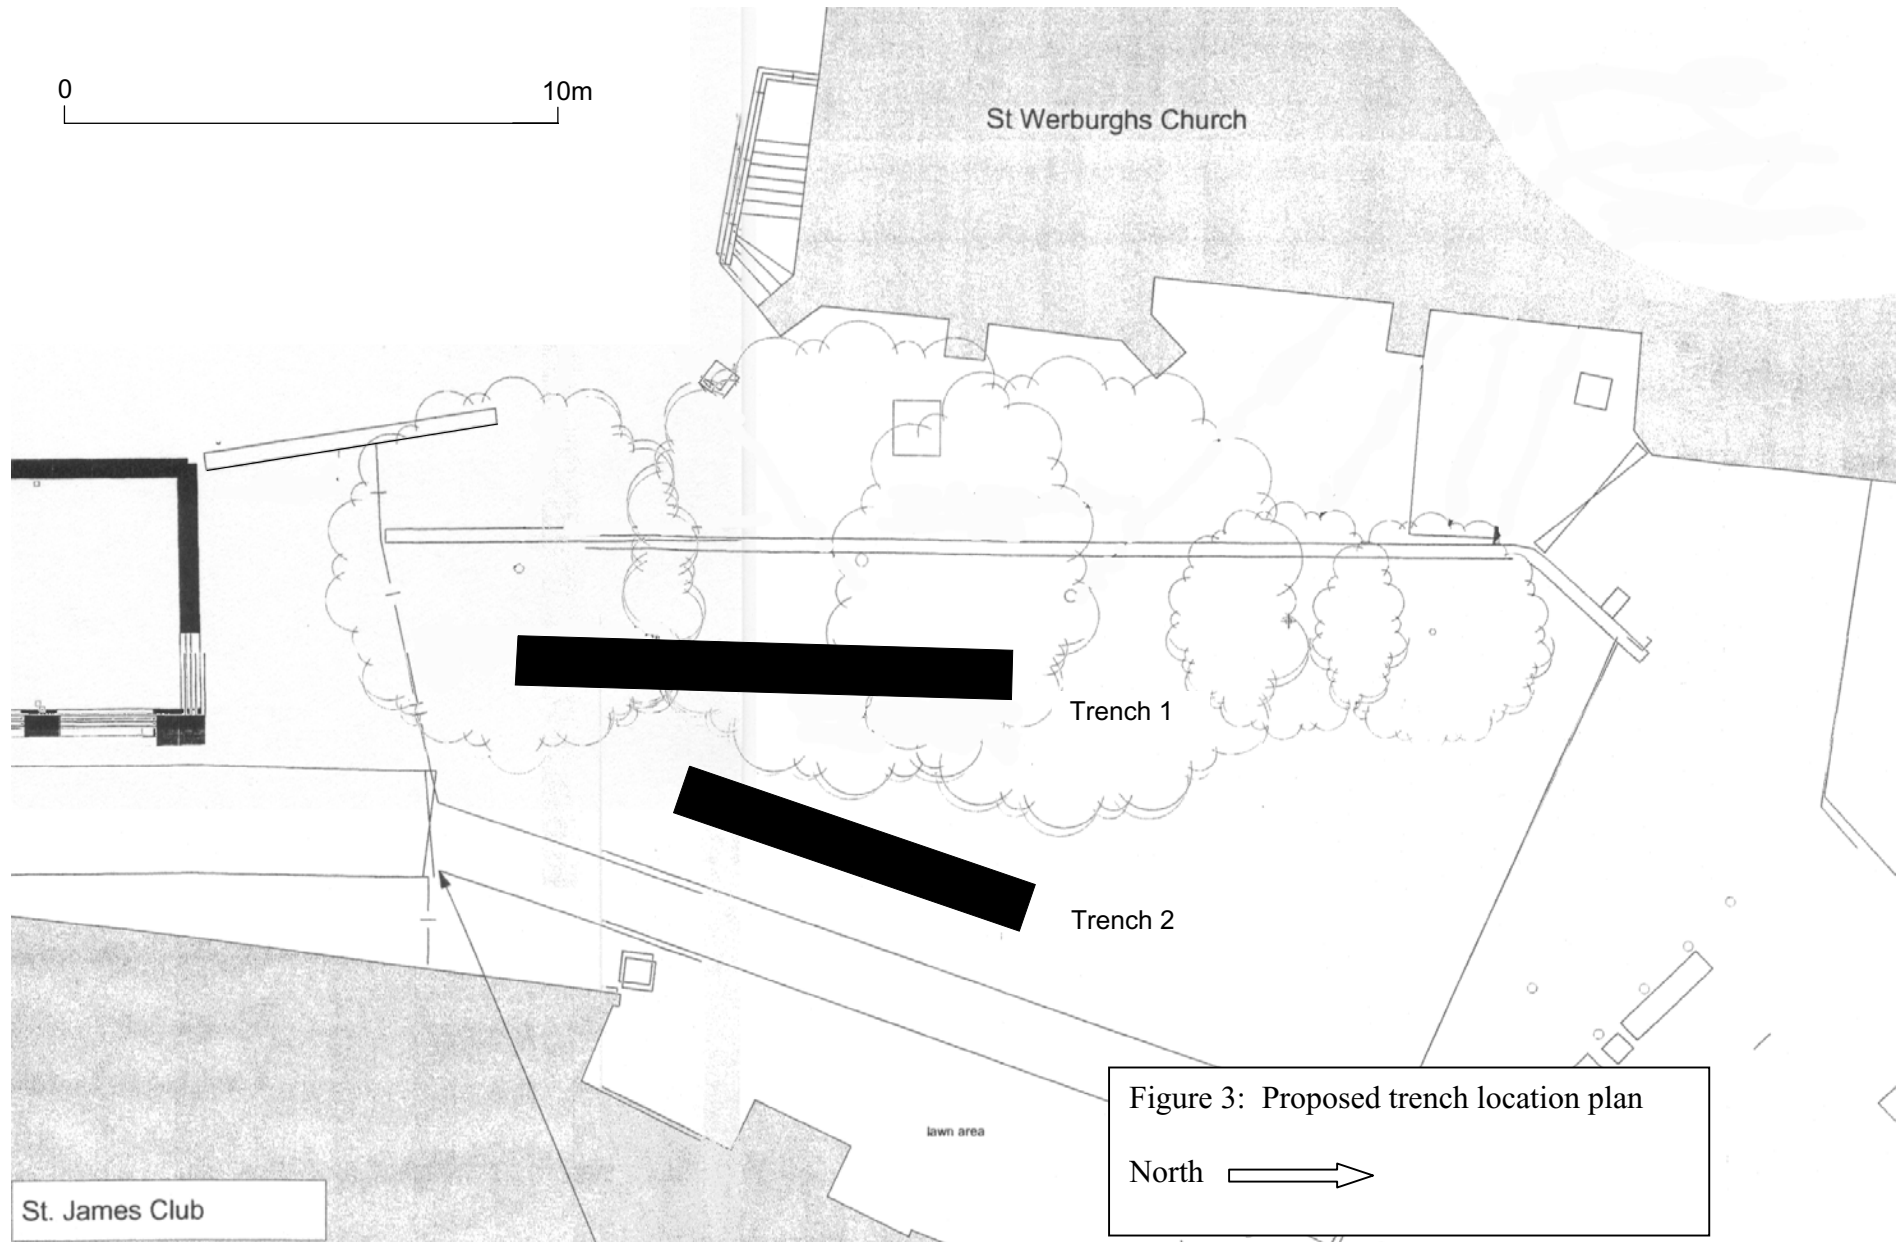 0 10m
St Werburghs Church
Trench 1
Trench 2
lawn area
Figure 3: Proposed trench location plan
North
St. James Club